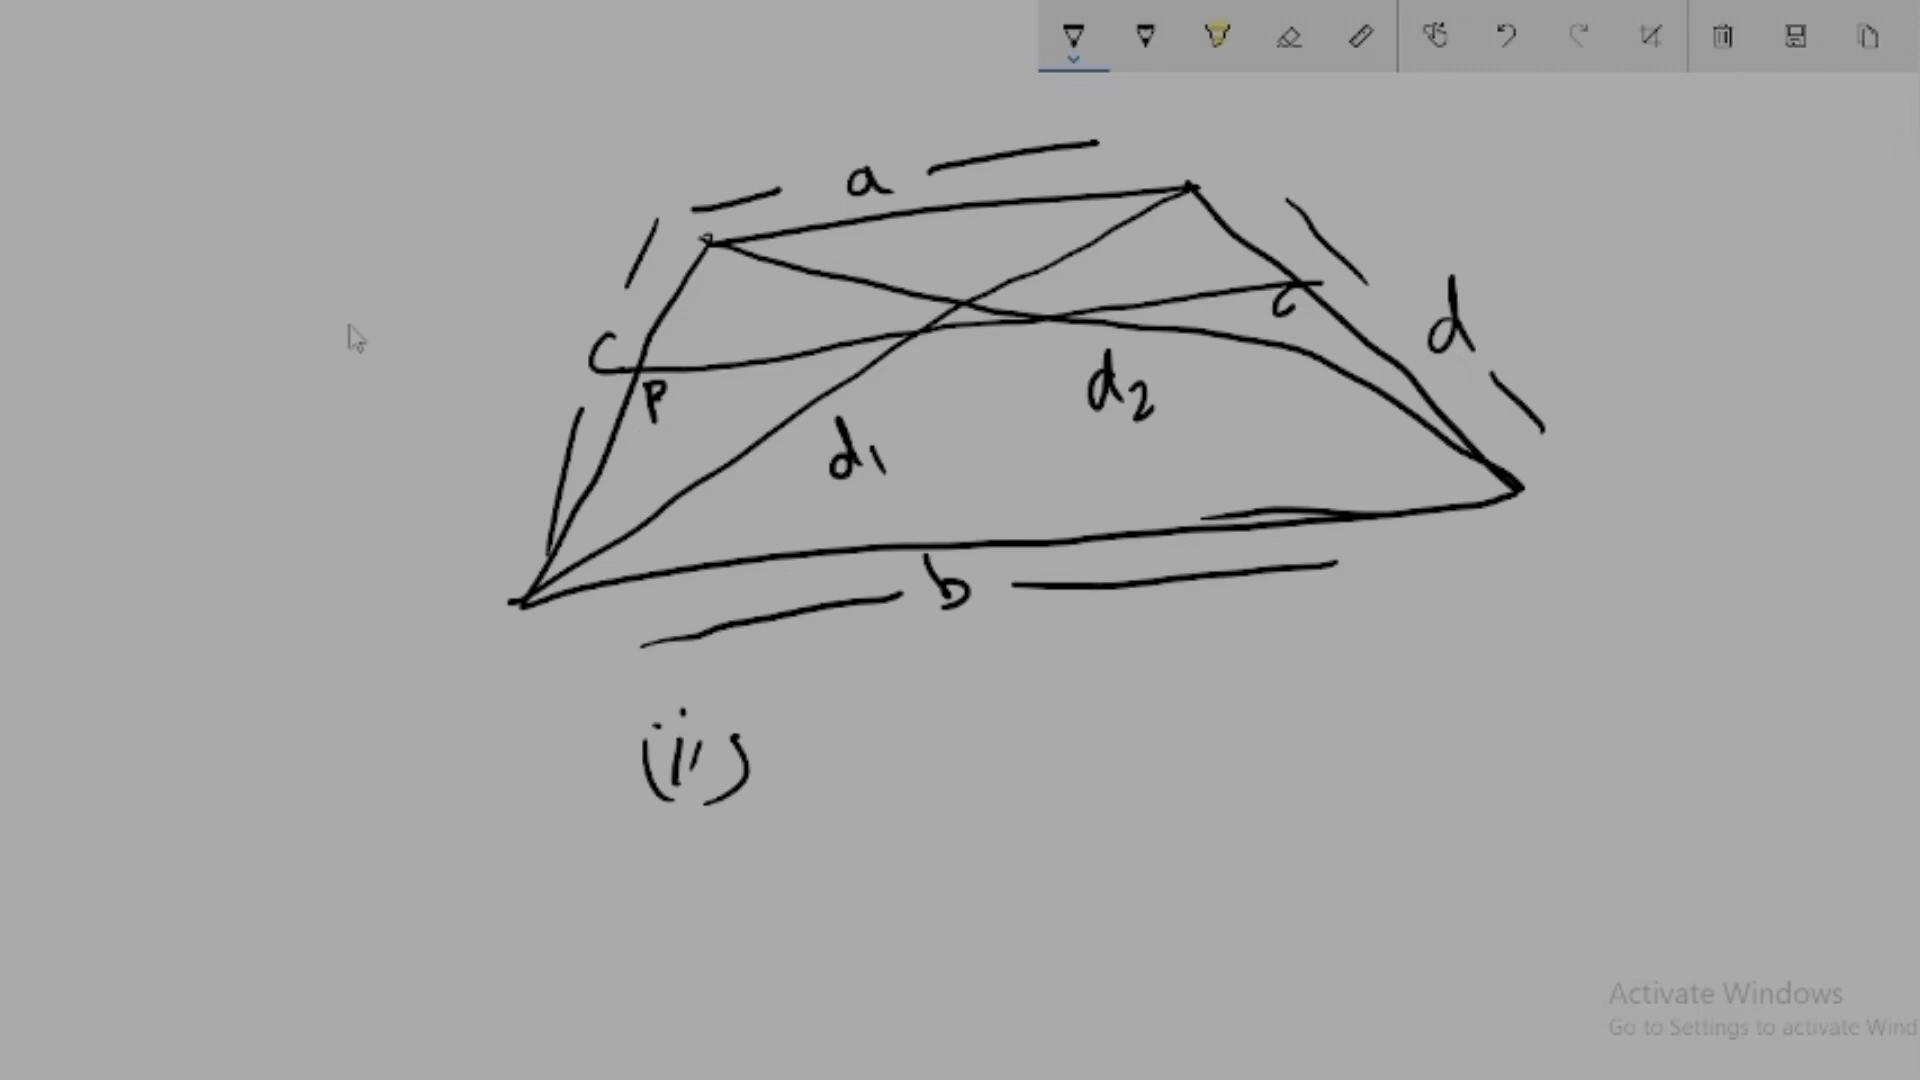 a
d
C
C
P
d2
d1
b
(ii)
Activate Windows
Go to Settings to activate Wind